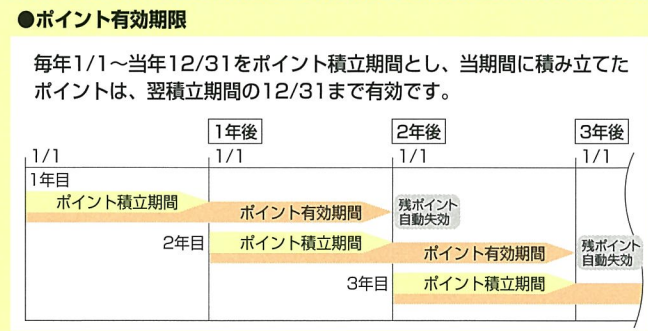 ●ポイント有効期限
毎年1/1～当年12/31をポイント積立期間とし、当期間に積み立てた
ポイントは、翌積立期間の12/31まで有効です。
1年後
2年後
3年後
1/1
1/1
1/1
1/1
1年目
ポイント積立期間
ポイント有効期間
残ポイント
自動失効
2年目
ポイント積立期間
ポイント有効期間
残ポイント
自動失効
3年目
ポイント積立期間